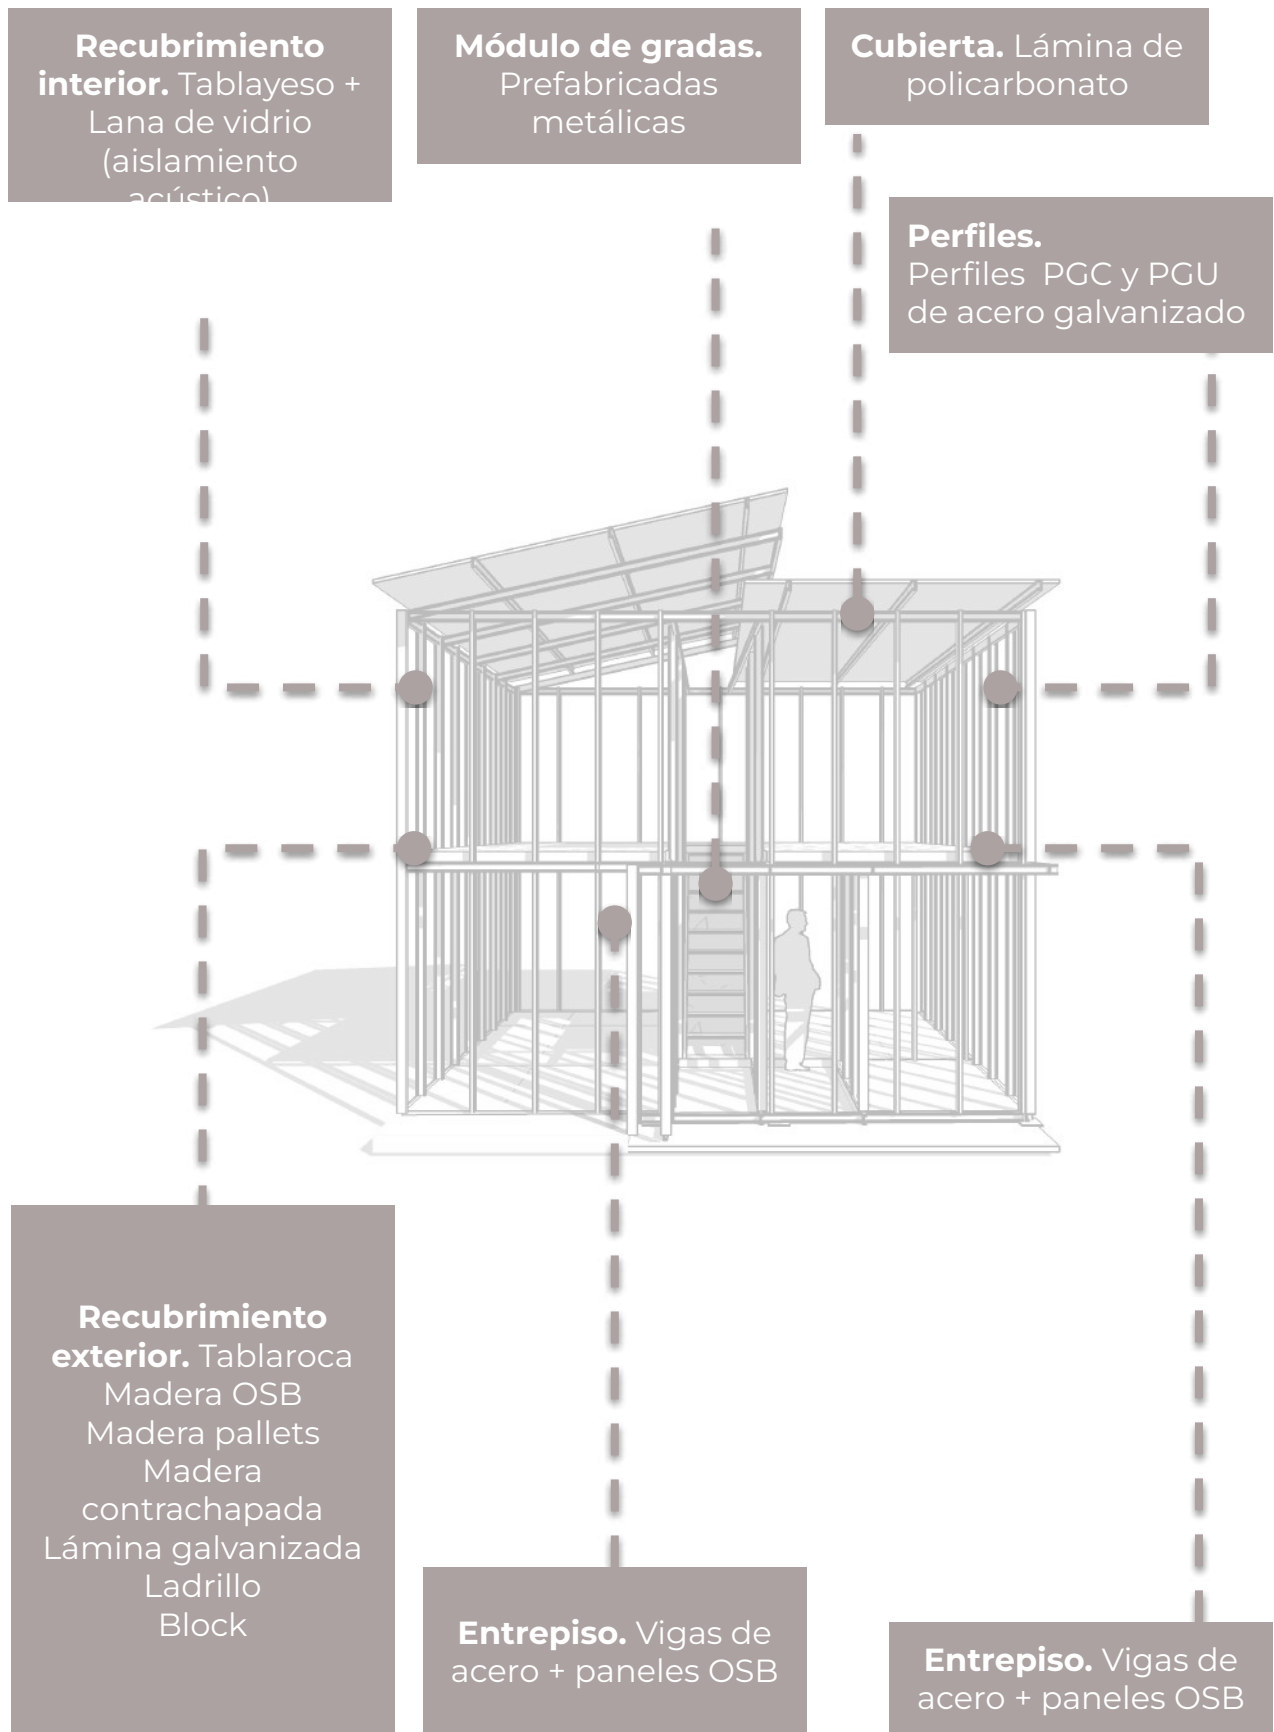 Recubrimiento
interior. Tablayeso +
Lana de vidrio
(aislamiento
acústico)
Módulo de gradas.
Prefabricadas
metálicas
Cubierta. Lámina de
policarbonato
Perfiles.
Perfiles PGC y PGU
de acero galvanizado
Recubrimiento
exterior. Tablaroca
Madera OSB
Madera pallets
Madera
contrachapada
Lámina galvanizada
Ladrillo
Block
Entrepiso. Vigas de
acero + paneles OSB
Entrepiso. Vigas de
acero + paneles OSB